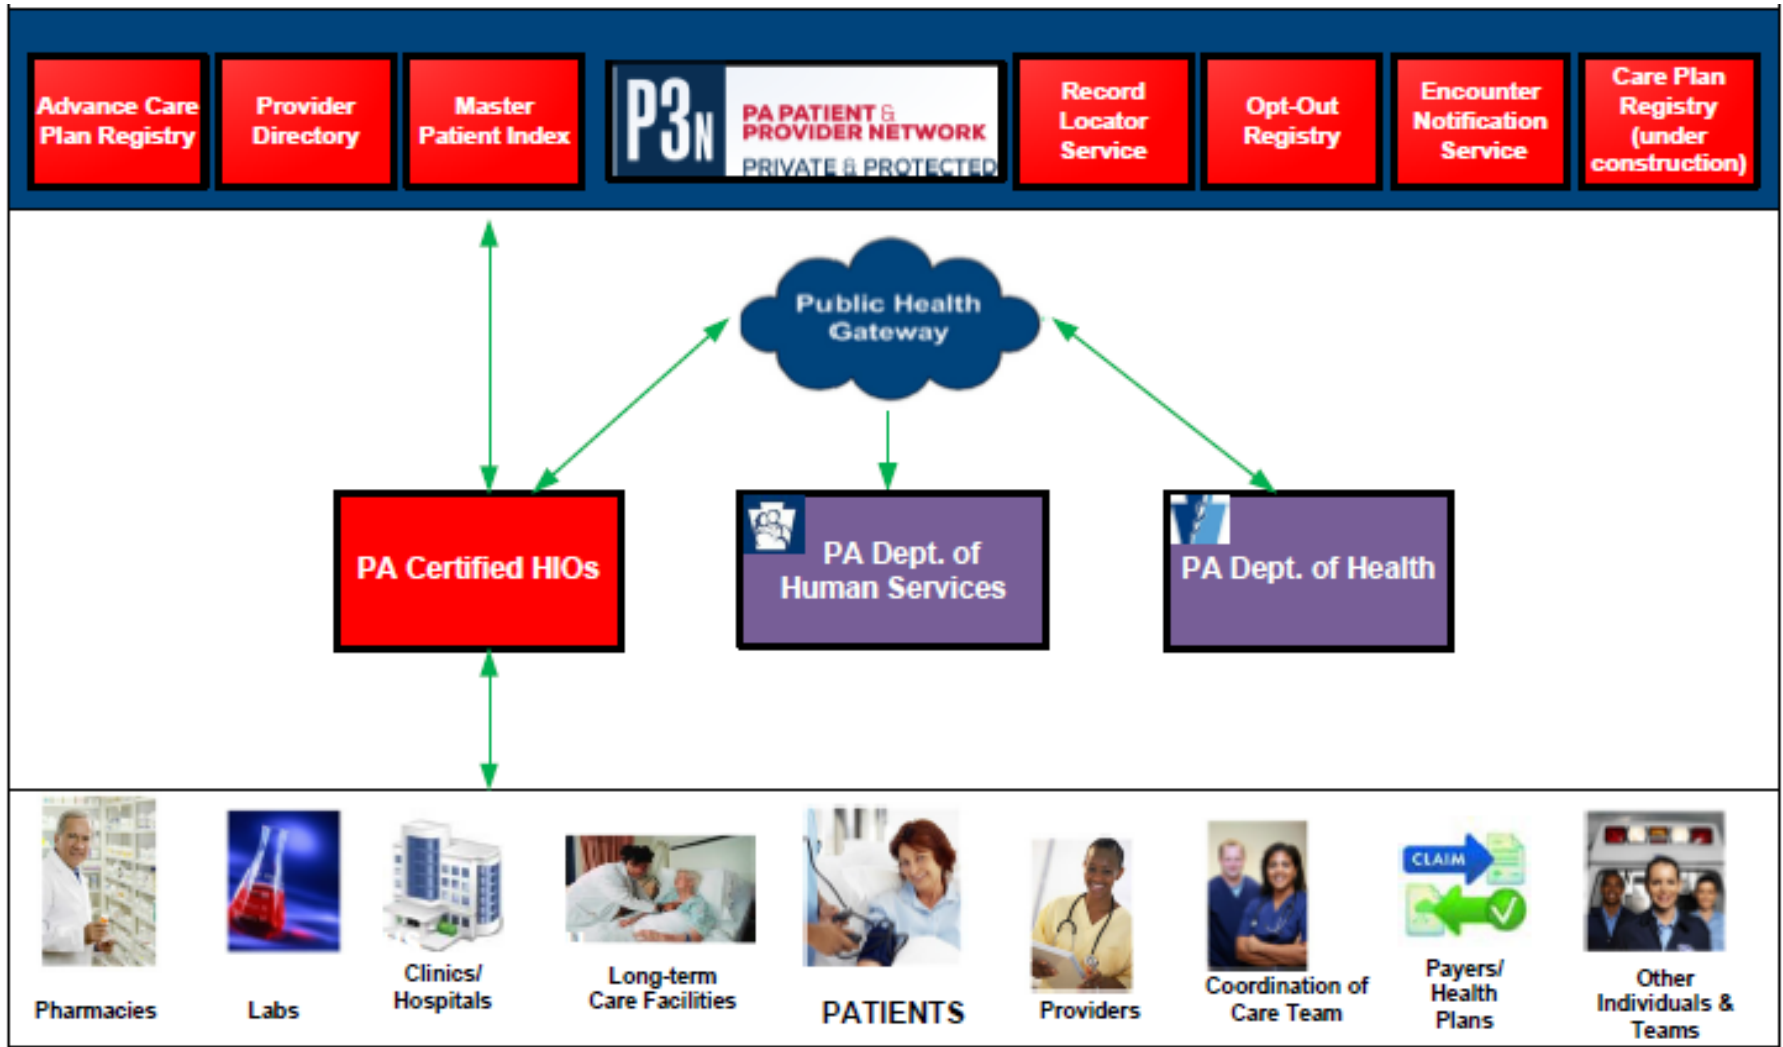 Advance Care
Plan Registry
Provider
Directory
Master
Patient Index
P3N
PA PATIENT &
PROVIDER NETWORK
PRIVATE & PROTECTED
Record
Locator
Service
Opt-Out
Registry
Encounter
Notification
Service
Care Plan
Registry
(under
construction)
Public Health
Gateway
PA Certified HIOs
PA Dept. of
Human Services
PA Dept. of Health
CLAIM
Pharmacies
Labs
Clinics/
Hospitals
Long-term
Care Facilities
PATIENTS
Providers
Coordination of
Care Team
Payers/
Health
Plans
Other
Individuals &
Teams